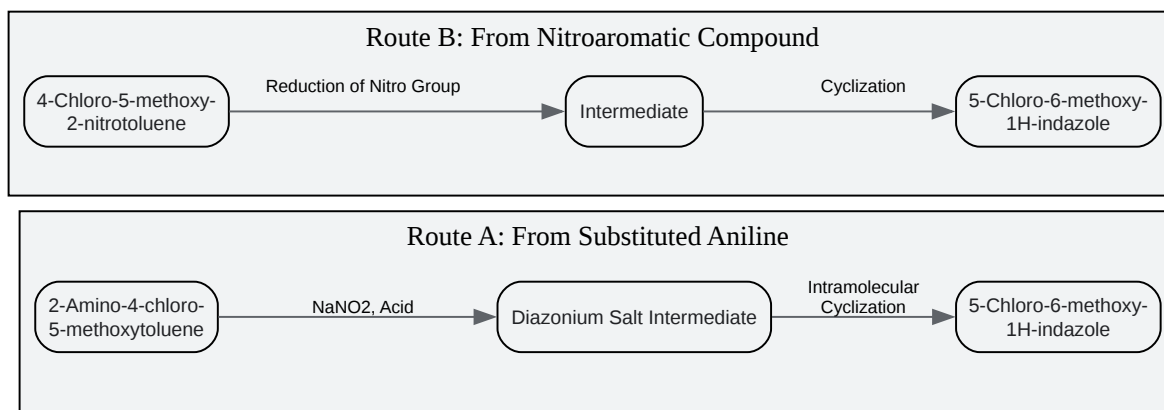 Route B: From Nitroaromatic Compound
4-Chloro-5-methoxy-
2-nitrotoluene
Reduction of Nitro Group
Intermediate
Cyclization
5-Chloro-6-methoxy-
1H-indazole
Route A: From Substituted Aniline
2-Amino-4-chloro-
5-methoxytoluene
NaNO2, Acid
Diazonium Salt Intermediate
Intramolecular
Cyclization
5-Chloro-6-methoxy-
1H-indazole